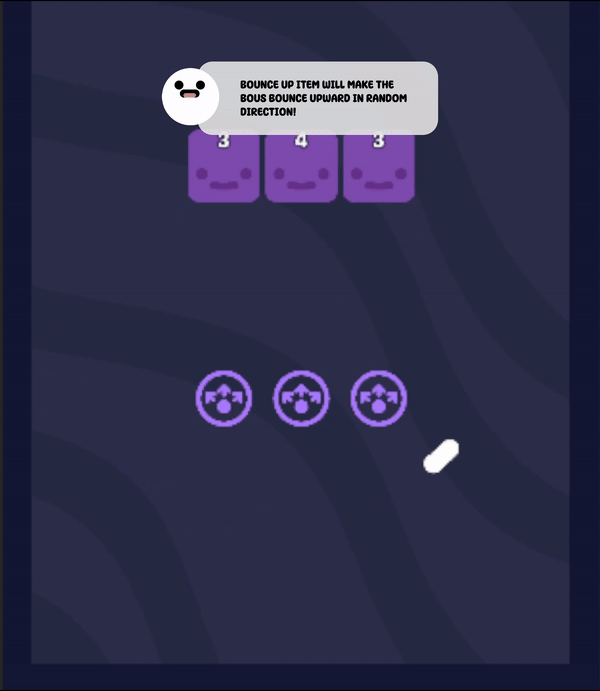 BOUNCE UP ITEM WILL MAKE THE
BOUS BOUNCE UPWARD IN RANDOM
DIRECTION!
3 4 3